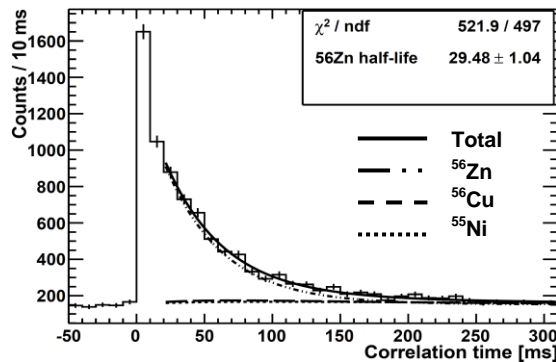 χ² / ndf 521.9 / 497
56Zn half-life 29.48 ± 1.04
Counts / 10 ms
1600
1400
1200
1000
800
600
400
200
Total
⁵⁶Zn
⁵⁶Cu
⁵⁵Ni
-50 0 50 100 150 200 250 300
Correlation time [ms]